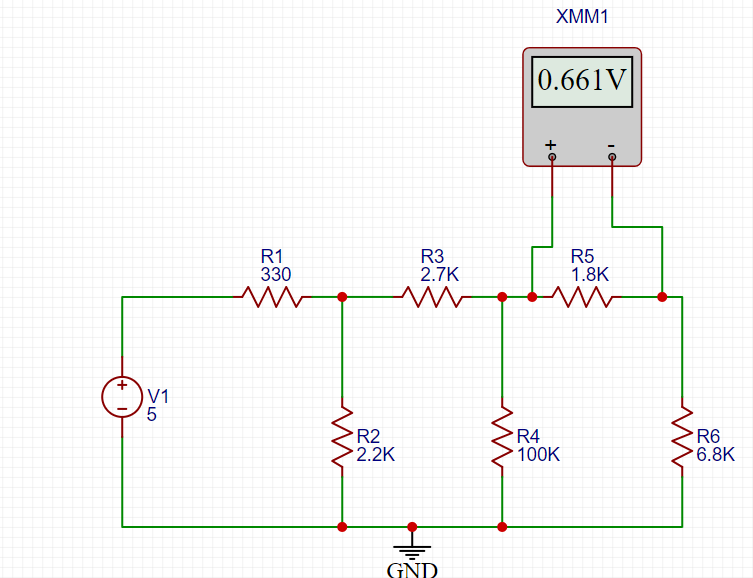 XMM1
0.661V
+ -
R1
330
R3
2.7K
R5
1.8K
+
V1
−
5
R2
2.2K
R4
100K
R6
6.8K
GND